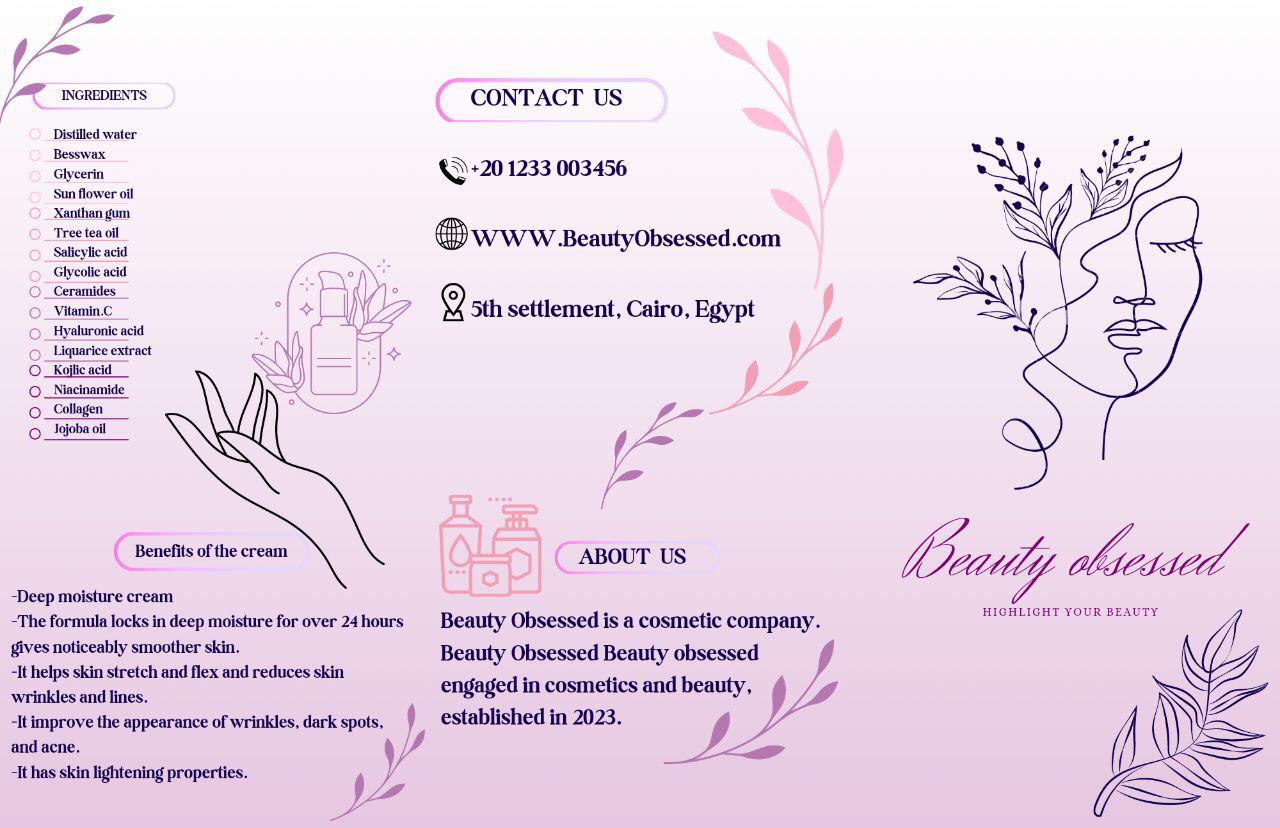 INGREDIENTS
Distilled water
Besswax
Glycerin
Sun flower oil
Xanthan gum
Tree tea oil
Salicylic acid
Glycolic acid
Ceramides
Vitamin.C
Hyaluronic acid
Liquarice extract
Kojlic acid
Niacinamide
Collagen
Jojoba oil
Benefits of the cream
-Deep moisture cream
-The formula locks in deep moisture for over 24 hours
gives noticeably smoother skin.
-It helps skin stretch and flex and reduces skin
wrinkles and lines.
-It improve the appearance of wrinkles, dark spots,
and acne.
-It has skin lightening properties.
CONTACT US
+20 1233 003456
WWW.BeautyObsessed.com
5th settlement, Cairo, Egypt
ABOUT US
Beauty Obsessed is a cosmetic company.
Beauty Obsessed Beauty obsessed
engaged in cosmetics and beauty,
established in 2023.
Beauty obsessed
HIGHLIGHT YOUR BEAUTY